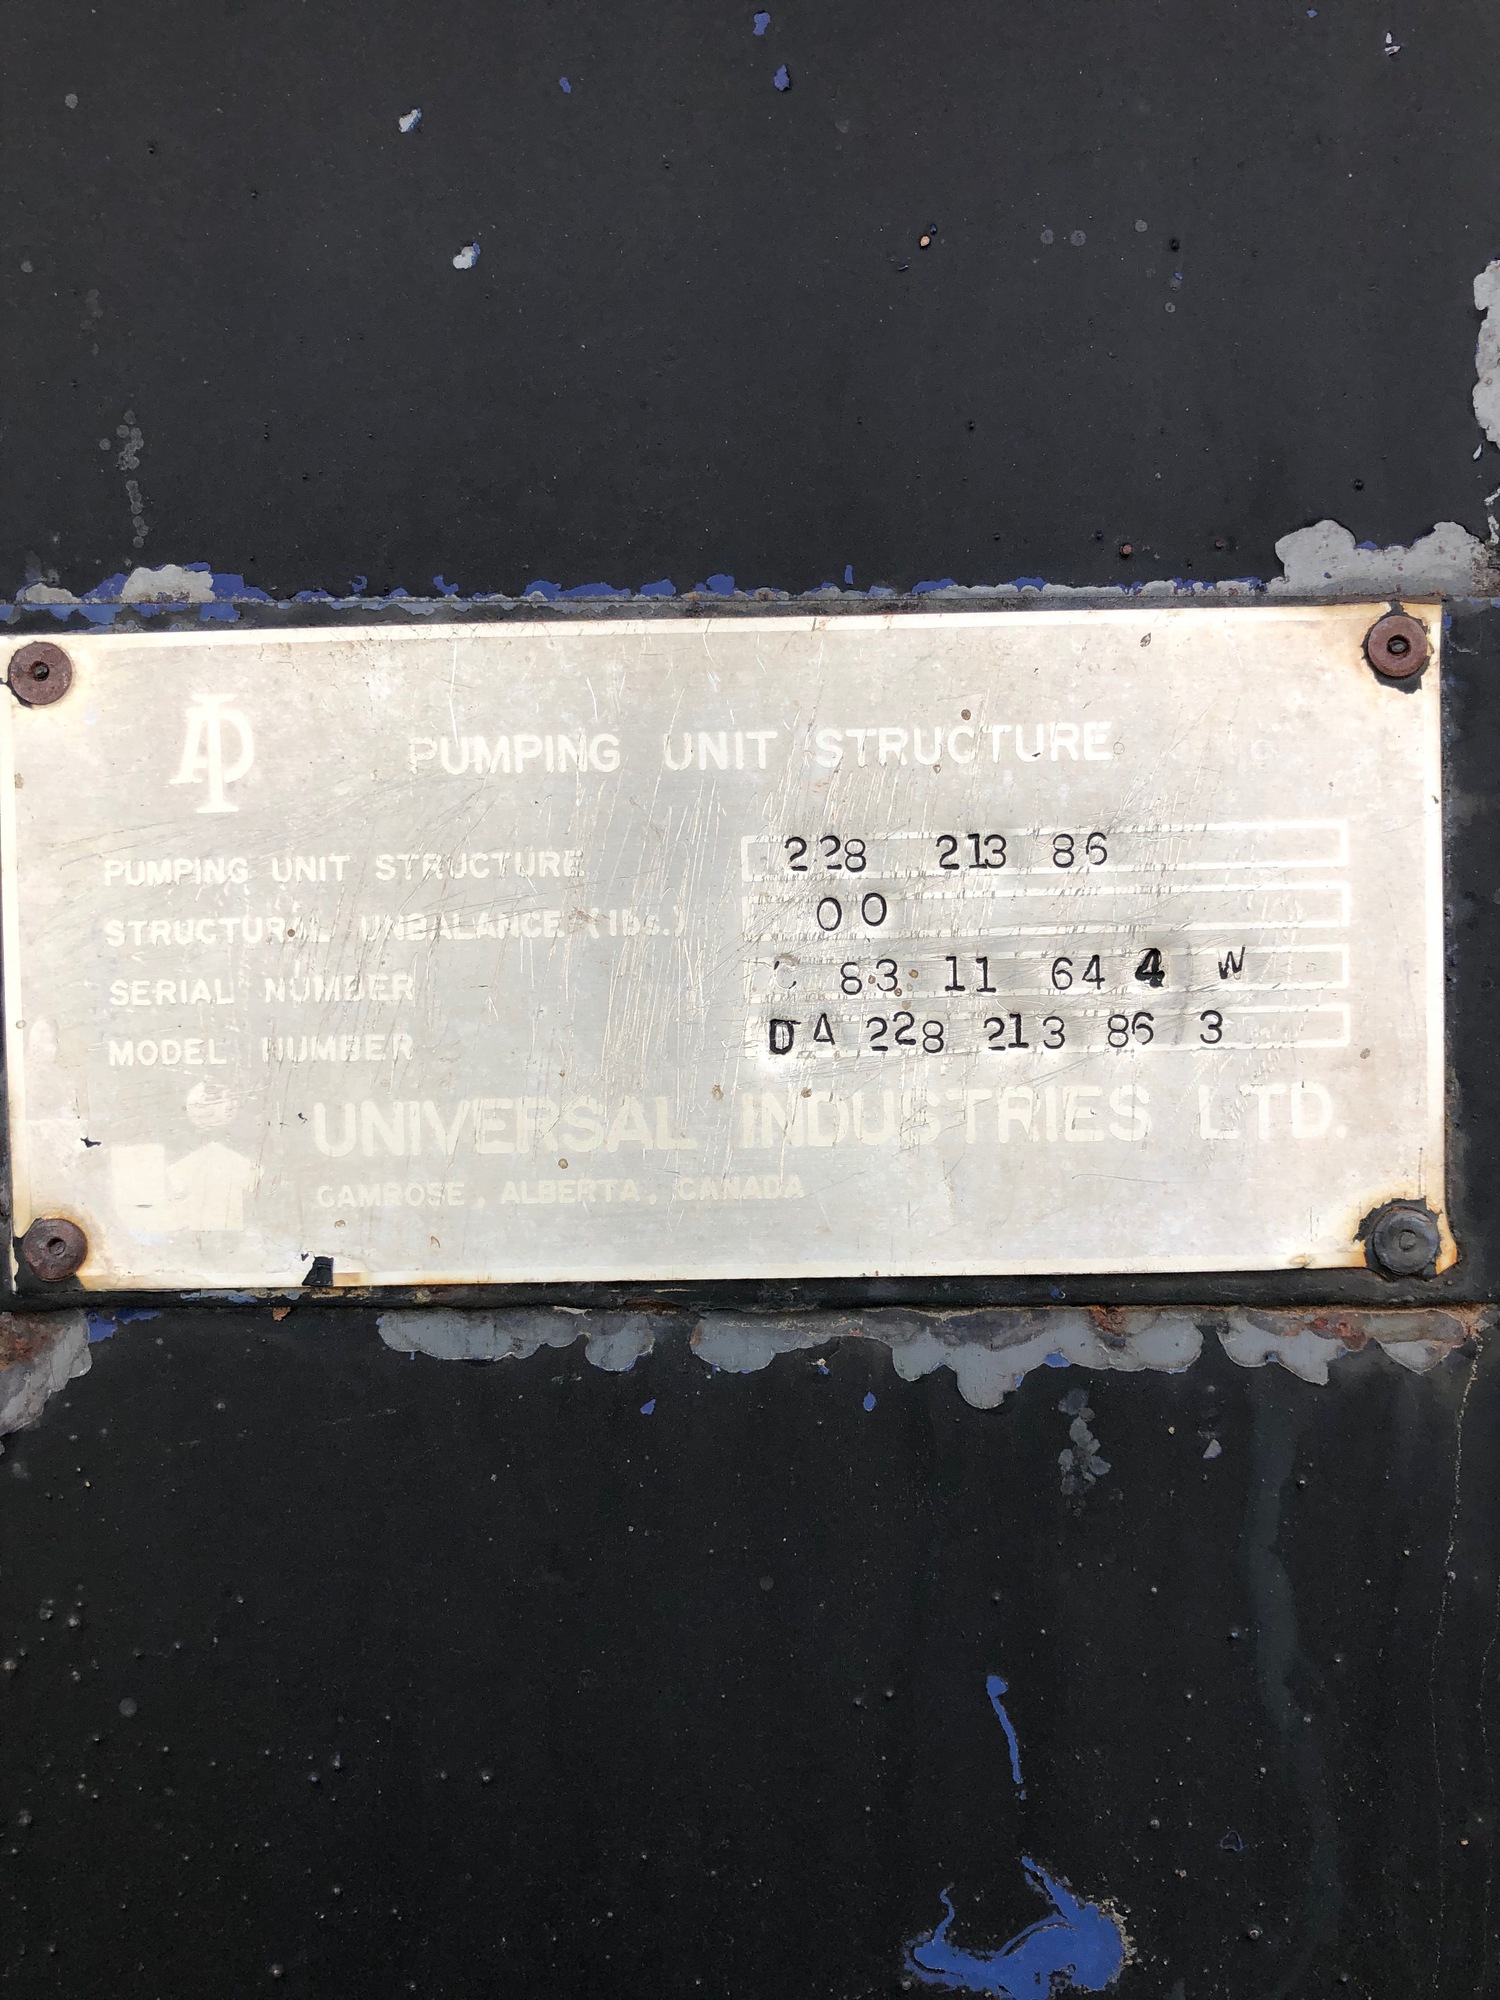 API
PUMPING UNIT STRUCTURE
PUMPING UNIT STRUCTURE 228 213 86
STRUCTURAL UNBALANCE (lbs.) 00
SERIAL NUMBER C 83 11 64 4 W
MODEL NUMBER D A 228 213 86 3
UNIVERSAL INDUSTRIES LTD.
CAMROSE, ALBERTA, CANADA